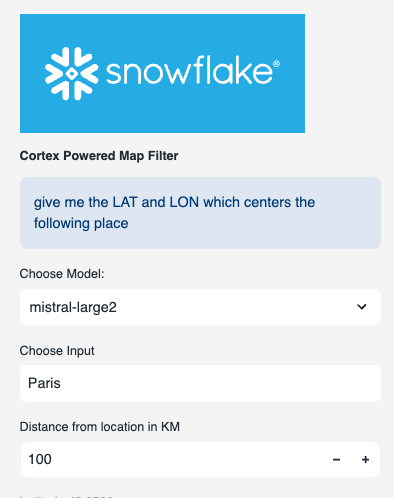 snowflake®
Cortex Powered Map Filter
give me the LAT and LON which centers the
following place
Choose Model:
mistral-large2
Choose Input
Paris
Distance from location in KM
100